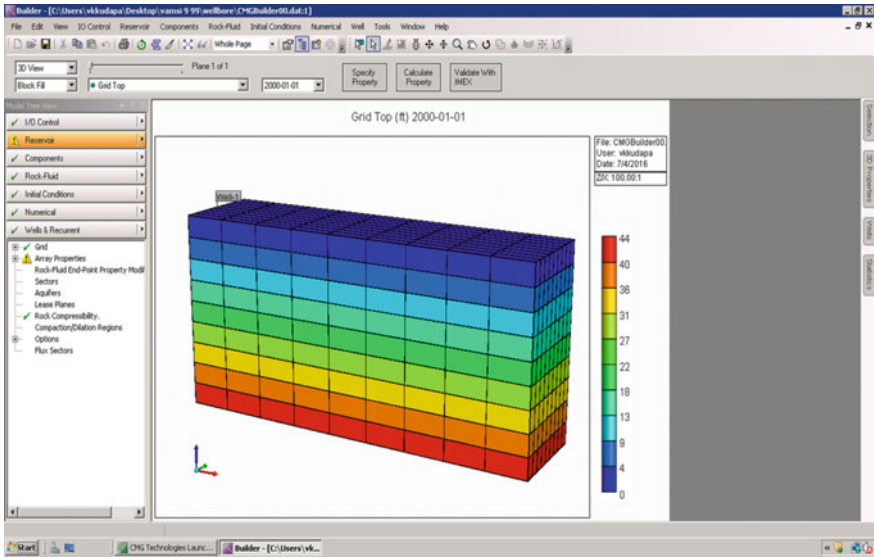 Builder - [C:\Users\vkkudapa\Desktop\vamsi 9 99\wellbore\CMGBuilder00.dat:1]
File Edit View IO Control Reservoir Components Rock-Fluid Initial Conditions Numerical Well Tools Window Help
Whole Page
3D View
Plane 1 of 1
Block Fill
Grid Top
2000-01-01
Specify Property
Calculate Property
Validate With IMEX
Model Tree View
I/O Control
Reservoir
Components
Rock-Fluid
Initial Conditions
Numerical
Wells & Recurrent
Grid
Array Properties
Rock-Fluid End-Point Property Modif
Sectors
Aquifers
Lease Planes
Rock Compressibility.
Compaction/Dilation Regions
Options
Flux Sectors
Grid Top (ft) 2000-01-01
Well-1
File: CMGBuilder00.
User: vkkudapa
Date: 7/4/2016
Z/X: 100.00:1
44
40
36
31
27
22
18
13
9
4
0
Selection
3D Properties
Wells
Statistics
Start
CMG Technologies Launc...
Builder - [C:\Users\vk...